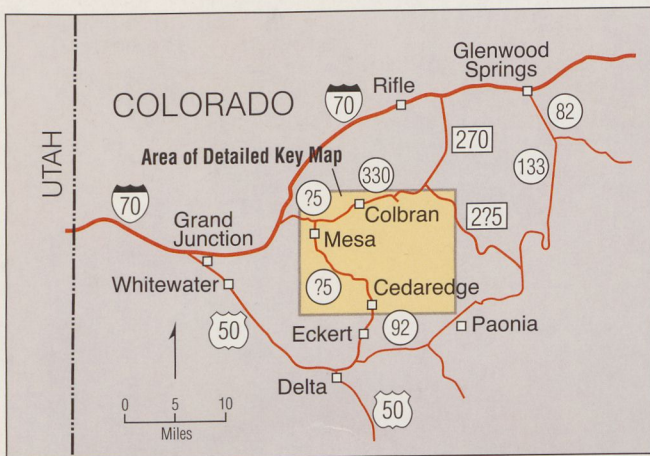 Glenwood
Springs
Rifle
70
82
COLORADO
270
133
Area of Detailed Key Map
330
UTAH
?5
70
Colbran
2?5
Grand
Junction
Mesa
Whitewater
?5
Cedaredge
50
Eckert
92
Paonia
Delta
0 5 10
Miles
50